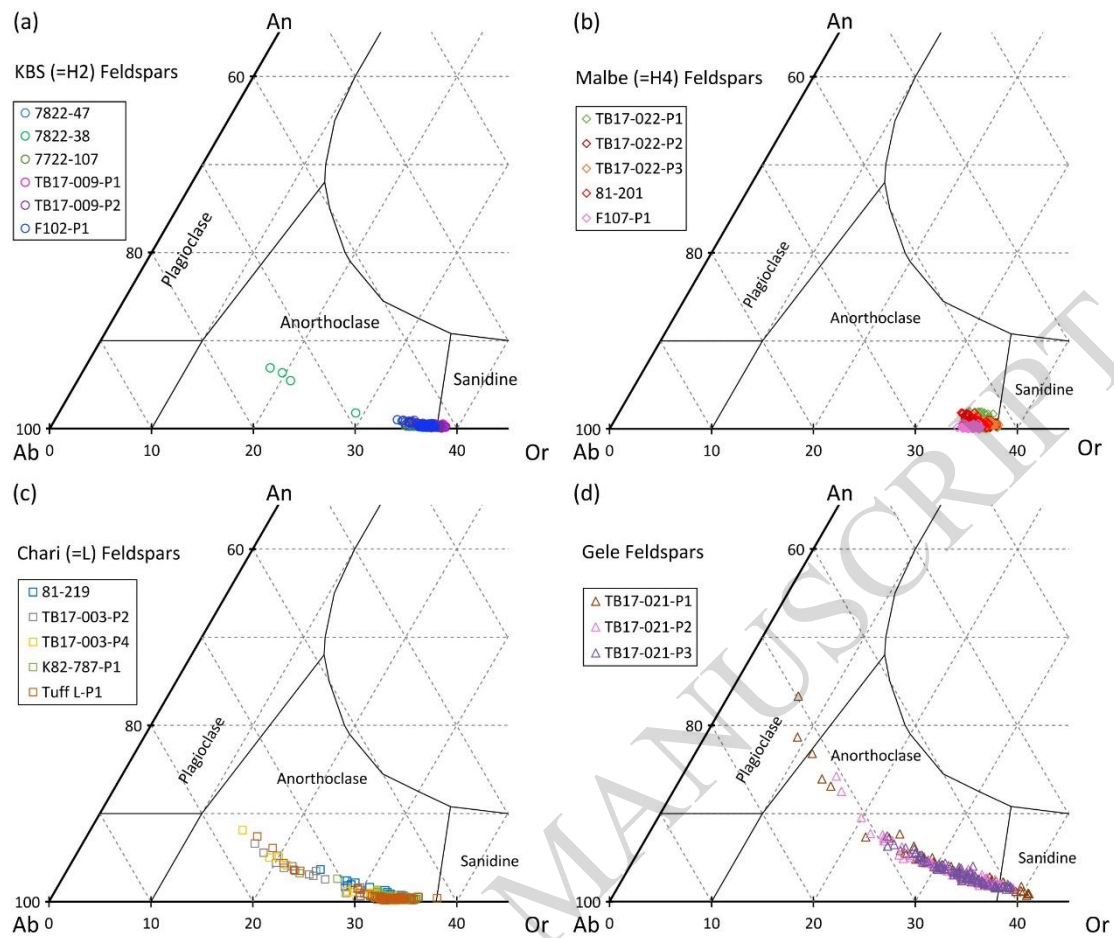 (a)
An
KBS (=H2) Feldspars
7822-47
7822-38
7722-107
TB17-009-P1
TB17-009-P2
F102-P1
60
80
100
Plagioclase
Anorthoclase
Sanidine
Ab
10
20
30
40
Or
(b)
An
Malbe (=H4) Feldspars
TB17-022-P1
TB17-022-P2
TB17-022-P3
81-201
F107-P1
60
80
100
Plagioclase
Anorthoclase
Sanidine
Ab
10
20
30
40
Or
(c)
An
Chari (=L) Feldspars
81-219
TB17-003-P2
TB17-003-P4
K82-787-P1
Tuff L-P1
60
80
100
Plagioclase
Anorthoclase
Sanidine
Ab
10
20
30
40
Or
(d)
An
Gele Feldspars
TB17-021-P1
TB17-021-P2
TB17-021-P3
60
80
100
Plagioclase
Anorthoclase
Sanidine
Ab
10
20
30
40
Or
MANUSCRIPT